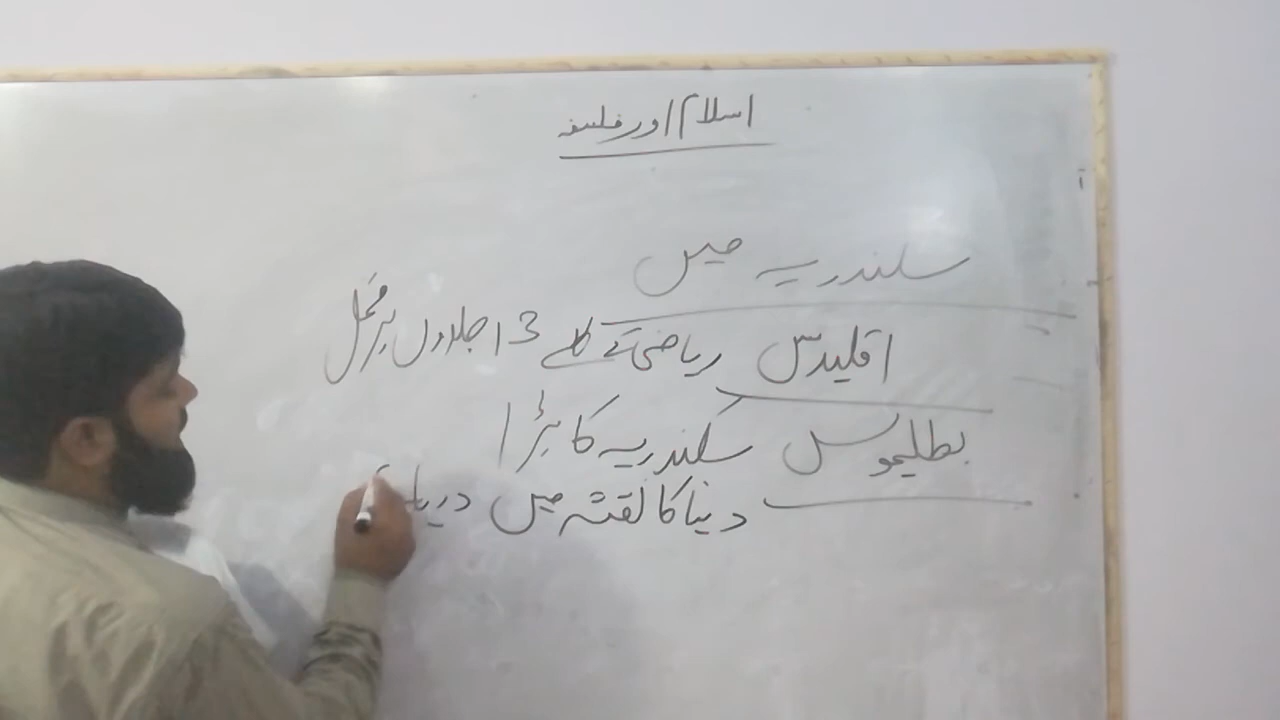 اسلام اور فلسفہ
سکندریہ میں
اقلیدس ریاضی کے 13 جلدوں پر
بطلیموس سکندریہ کا بڑا
دنیا کا نقشہ میں دریا